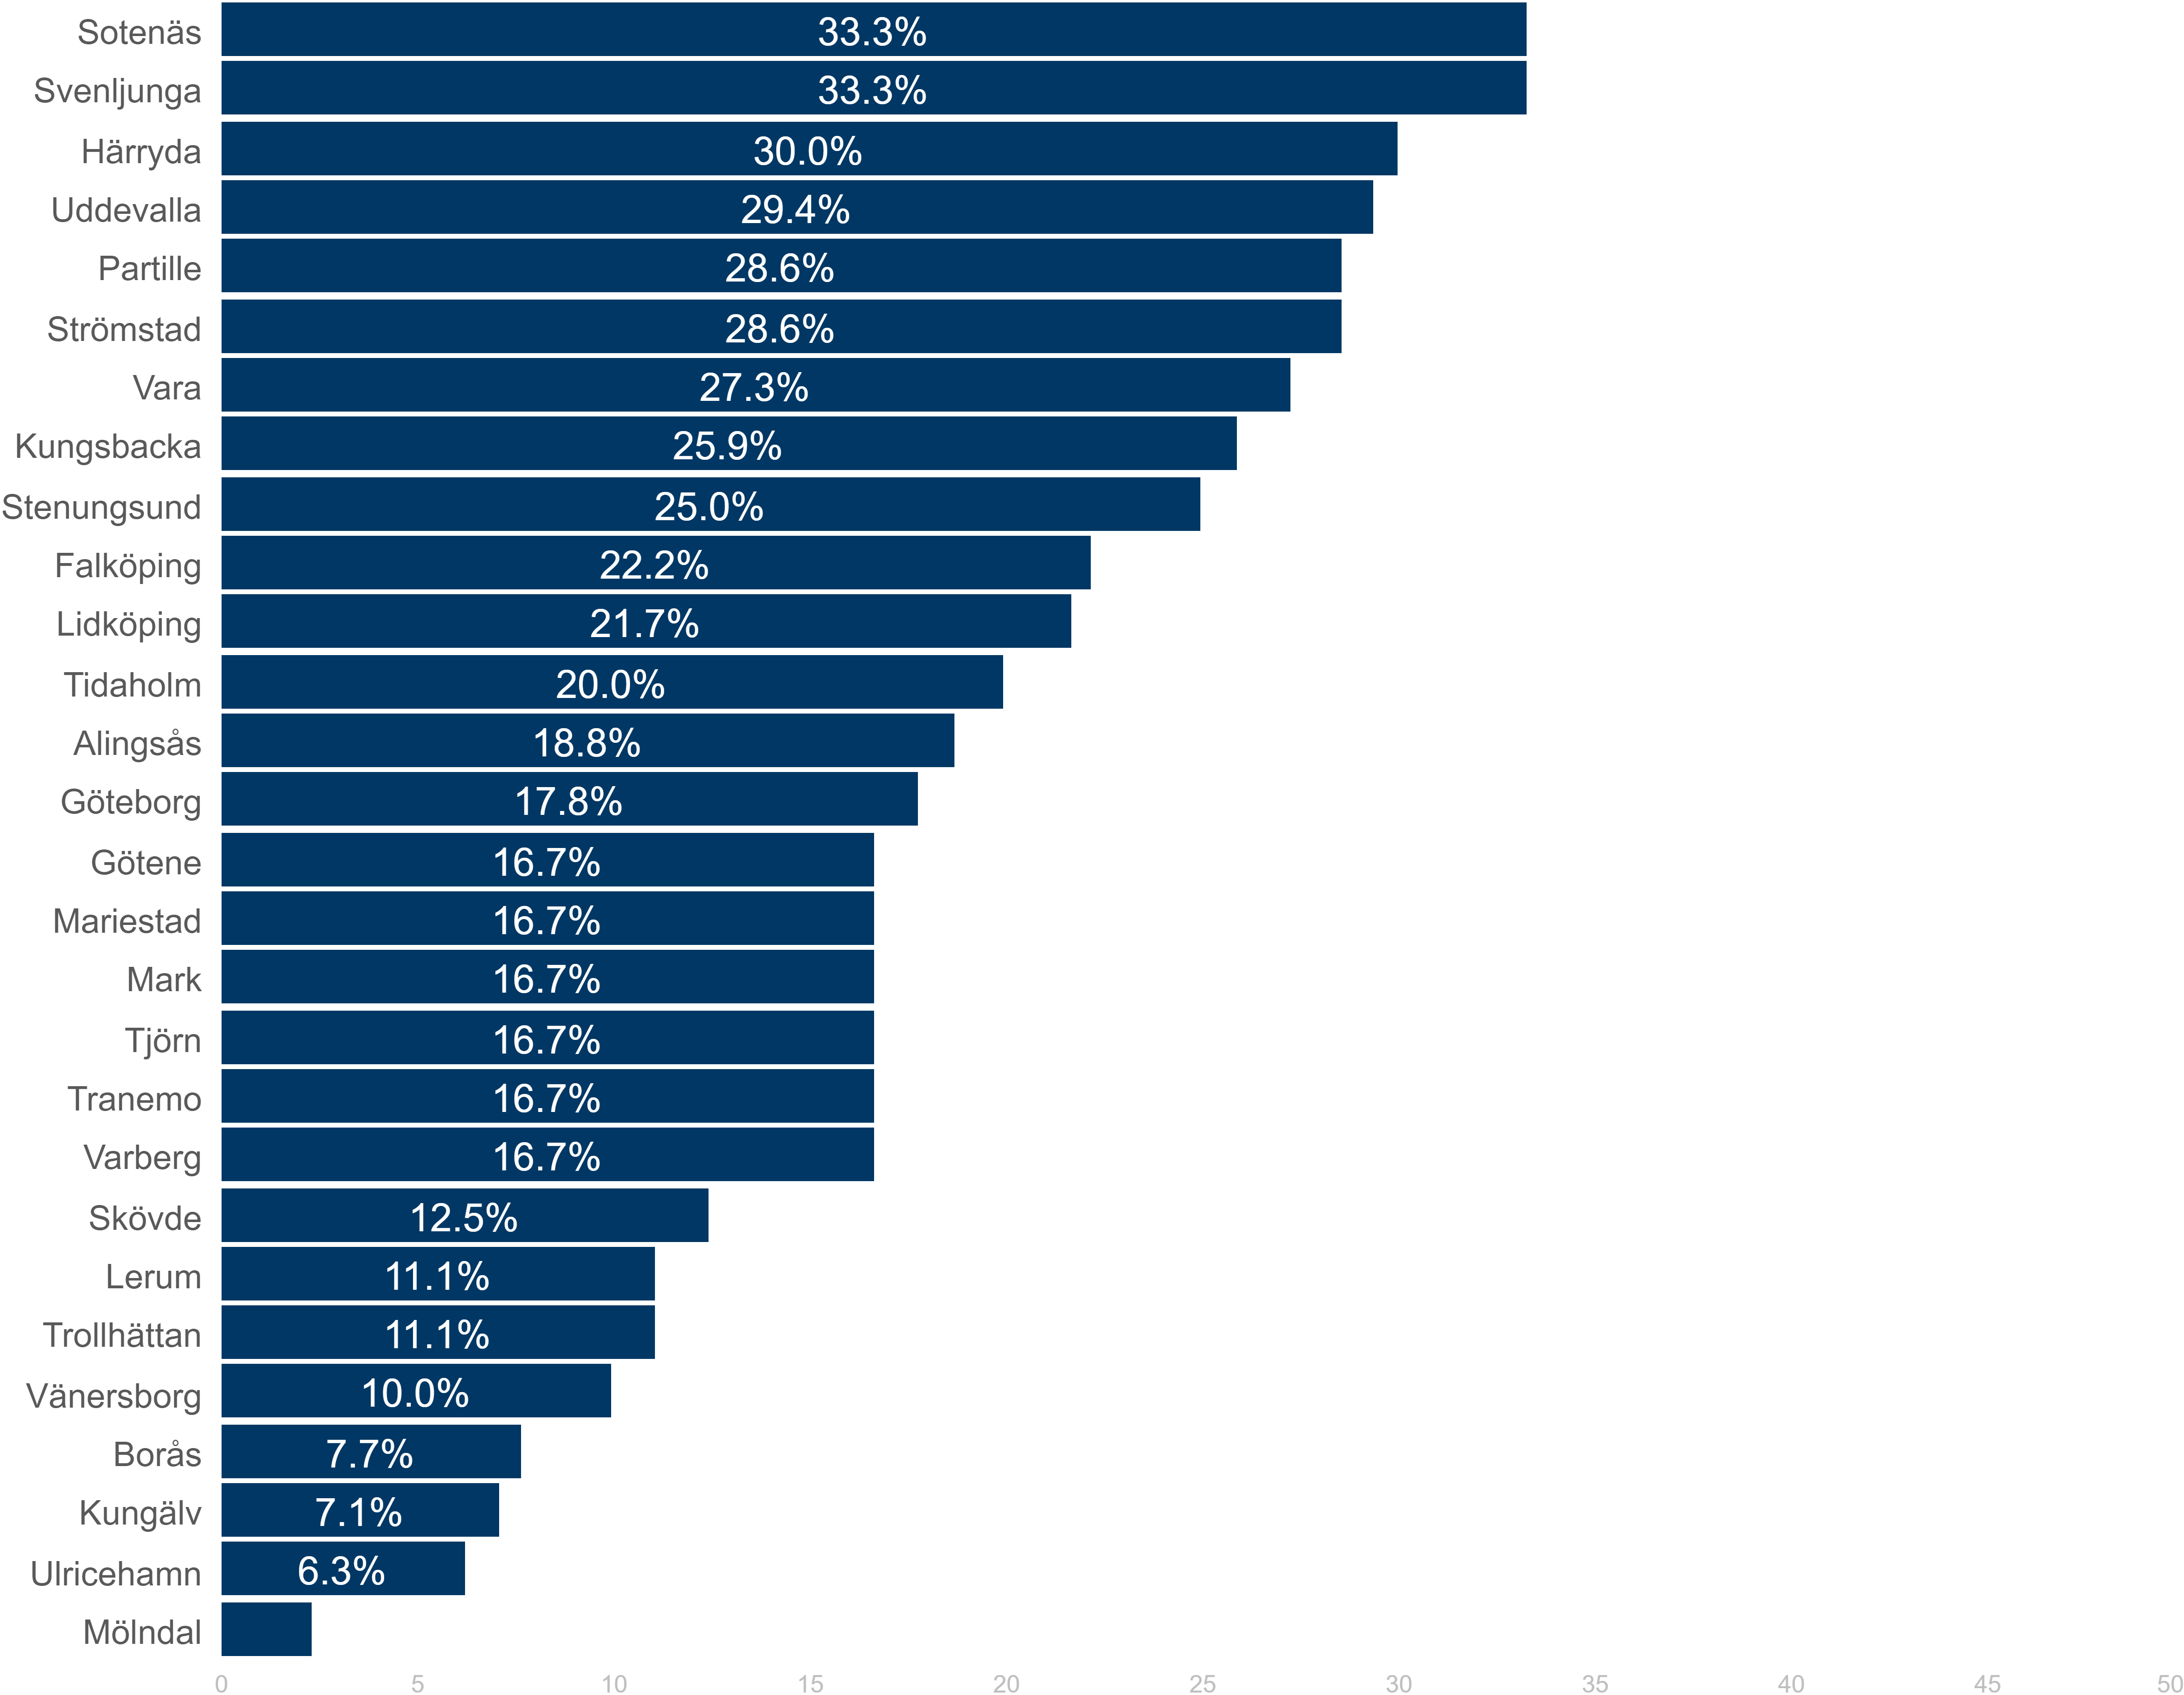 Sotenäs 33.3%
Svenljunga 33.3%
Härryda 30.0%
Uddevalla 29.4%
Partille 28.6%
Strömstad 28.6%
Vara 27.3%
Kungsbacka 25.9%
Stenungsund 25.0%
Falköping 22.2%
Lidköping 21.7%
Tidaholm 20.0%
Alingsås 18.8%
Göteborg 17.8%
Götene 16.7%
Mariestad 16.7%
Mark 16.7%
Tjörn 16.7%
Tranemo 16.7%
Varberg 16.7%
Skövde 12.5%
Lerum 11.1%
Trollhättan 11.1%
Vänersborg 10.0%
Borås 7.7%
Kungälv 7.1%
Ulricehamn 6.3%
Mölndal
0 5 10 15 20 25 30 35 40 45 50